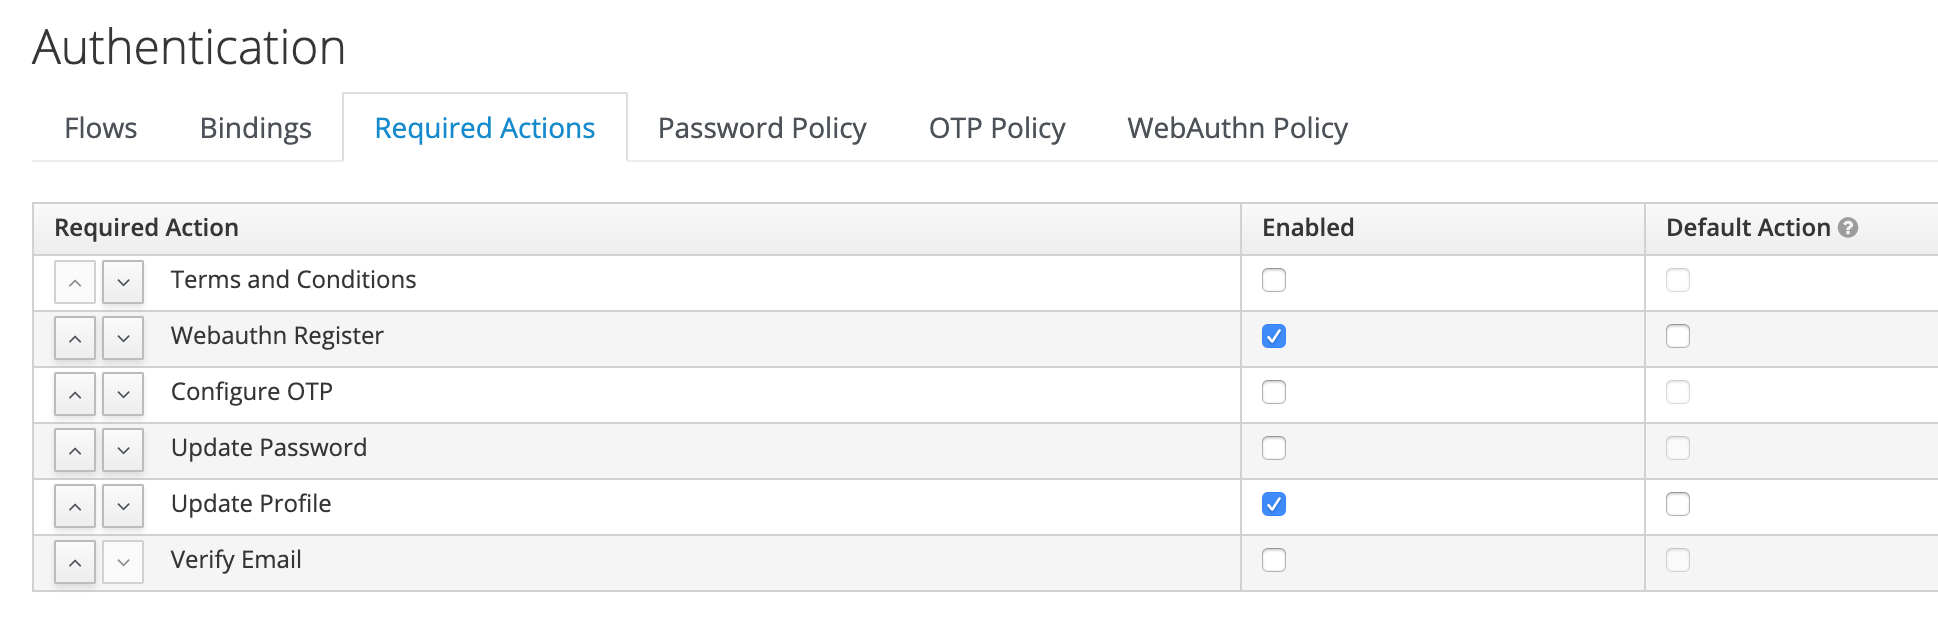 Authentication
Flows Bindings Required Actions Password Policy OTP Policy WebAuthn Policy
Required Action Enabled Default Action ?
Terms and Conditions
Webauthn Register
Configure OTP
Update Password
Update Profile
Verify Email